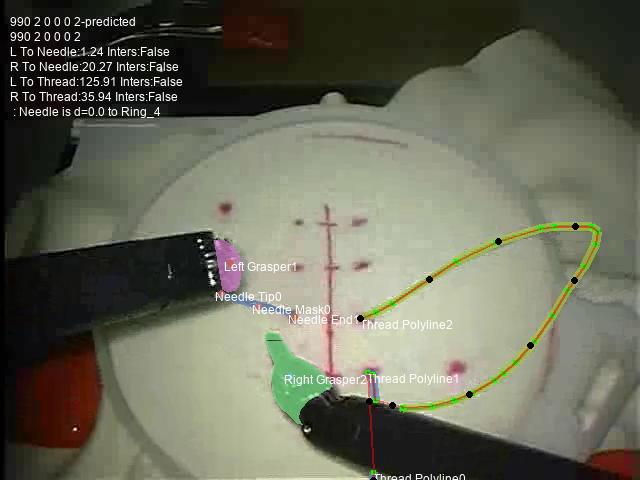 990 2 0 0 0 2-predicted
990 2 0 0 0 2
L To Needle:1.24 Inters:False
R To Needle:20.27 Inters:False
L To Thread:125.91 Inters:False
R To Thread:35.94 Inters:False
: Needle is d=0.0 to Ring_4
Left Grasper1
Needle Tip0
Needle Mask0
Needle End
Thread Polyline2
Right Grasper2
Thread Polyline1
Thread Polyline0